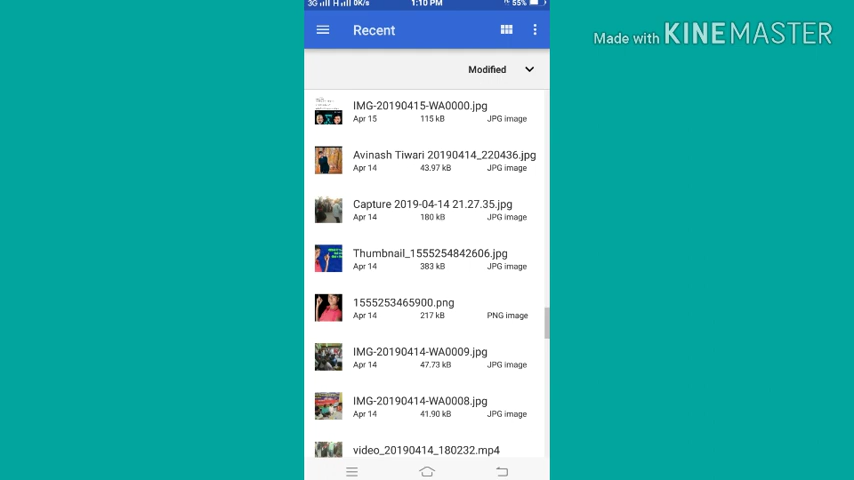 3G H 0K/s 1:10 PM 55%
Recent
Made with KINEMASTER
Modified
IMG-20190415-WA0000.jpg
Apr 15 115 kB JPG image
Avinash Tiwari 20190414_220436.jpg
Apr 14 43.97 kB JPG image
Capture 2019-04-14 21.27.35.jpg
Apr 14 180 kB JPG image
Thumbnail_1555254842606.jpg
Apr 14 383 kB JPG image
1555253465900.png
Apr 14 217 kB PNG image
IMG-20190414-WA0009.jpg
Apr 14 47.73 kB JPG image
IMG-20190414-WA0008.jpg
Apr 14 41.90 kB JPG image
video_20190414_180232.mp4